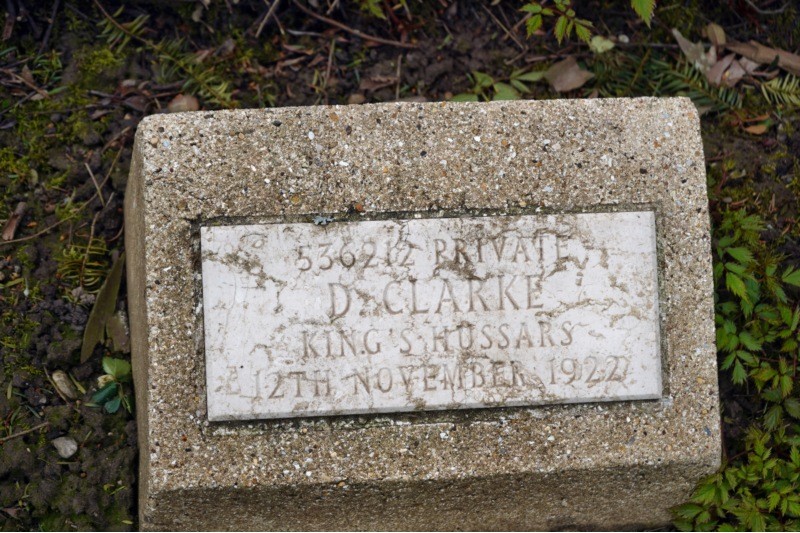 536212 PRIVATE
D. CLARKE
KING'S HUSSARS
12TH NOVEMBER 1922